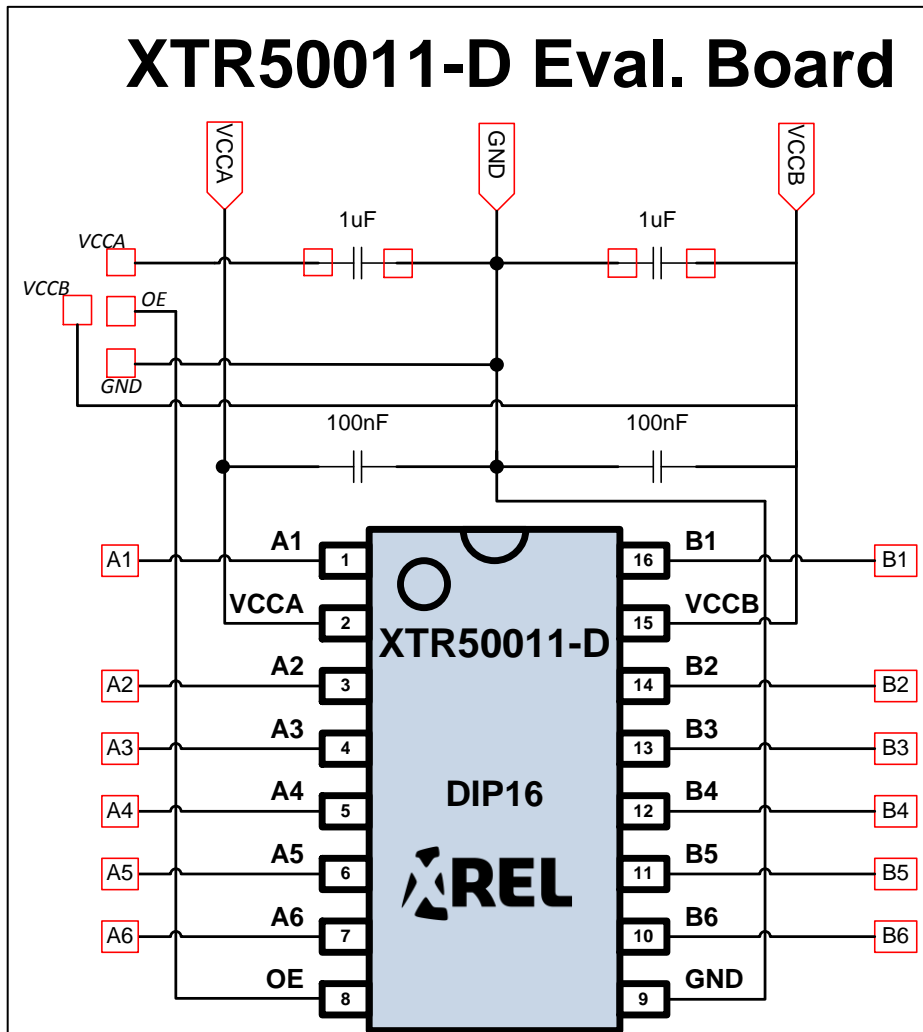 XTR50011-D Eval. Board
VCCA
GND
VCCB
1uF
1uF
VCCA
VCCB
OE
GND
100nF
100nF
A1
A1
1
16
B1
B1
VCCA
2
15
VCCB
XTR50011-D
A2
A2
3
14
B2
B2
A3
A3
4
13
B3
B3
A4
A4
5
DIP16
12
B4
B4
A5
A5
6
XREL
11
B5
B5
A6
A6
7
10
B6
B6
OE
8
9
GND